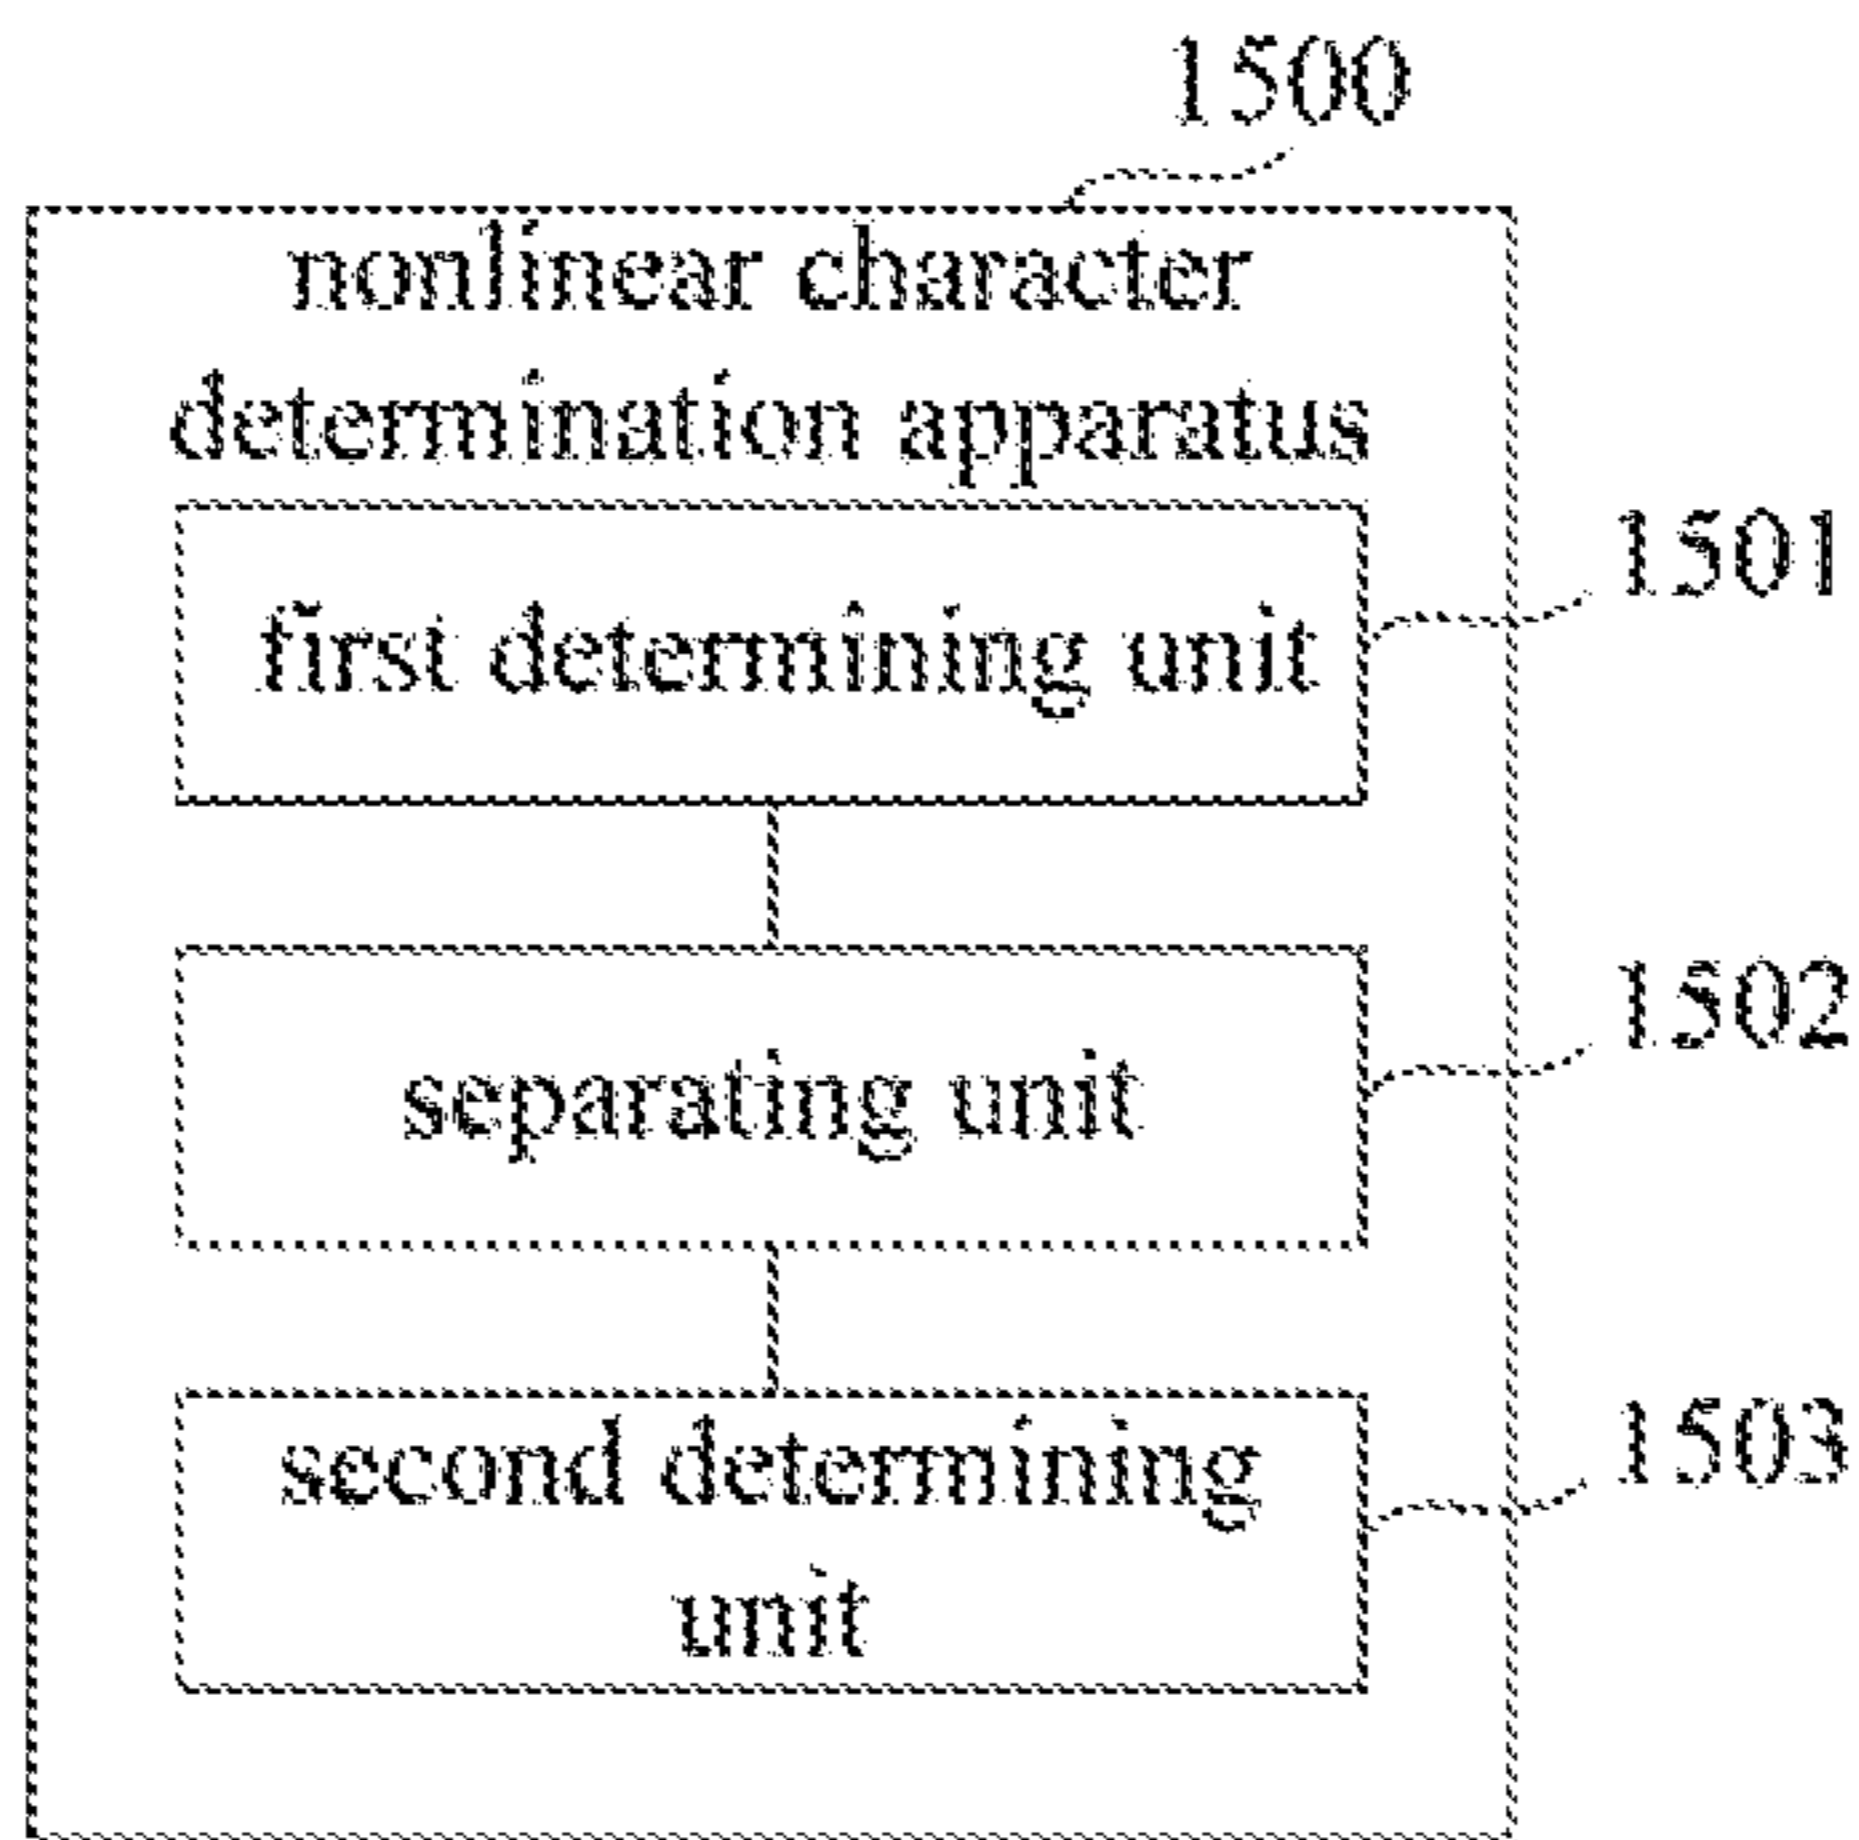 1500
nonlinear character
determination apparatus
1501
first determining unit
1502
separating unit
1503
second determining
unit